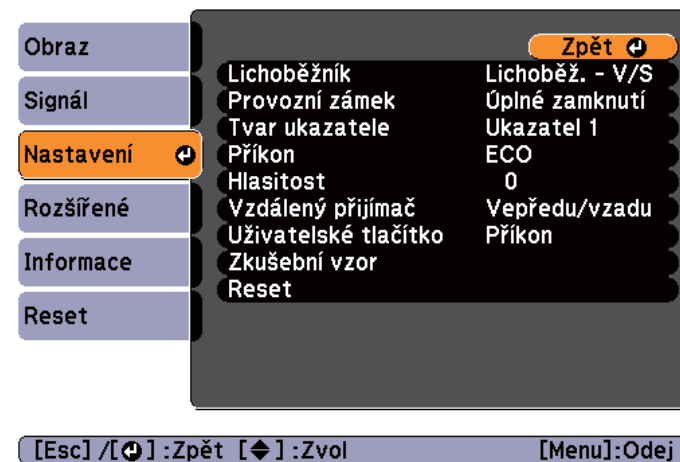 Obraz
Signál
Nastavení
Rozšířené
Informace
Reset
Zpět
Lichoběžník Lichoběž. - V/S
Provozní zámek Úplné zamknutí
Tvar ukazatele Ukazatel 1
Příkon ECO
Hlasitost 0
Vzdálený přijímač Vepředu/vzadu
Uživatelské tlačítko Příkon
Zkušební vzor
Reset
[Esc] /[ ] :Zpět [ ] :Zvol [Menu]:Odej